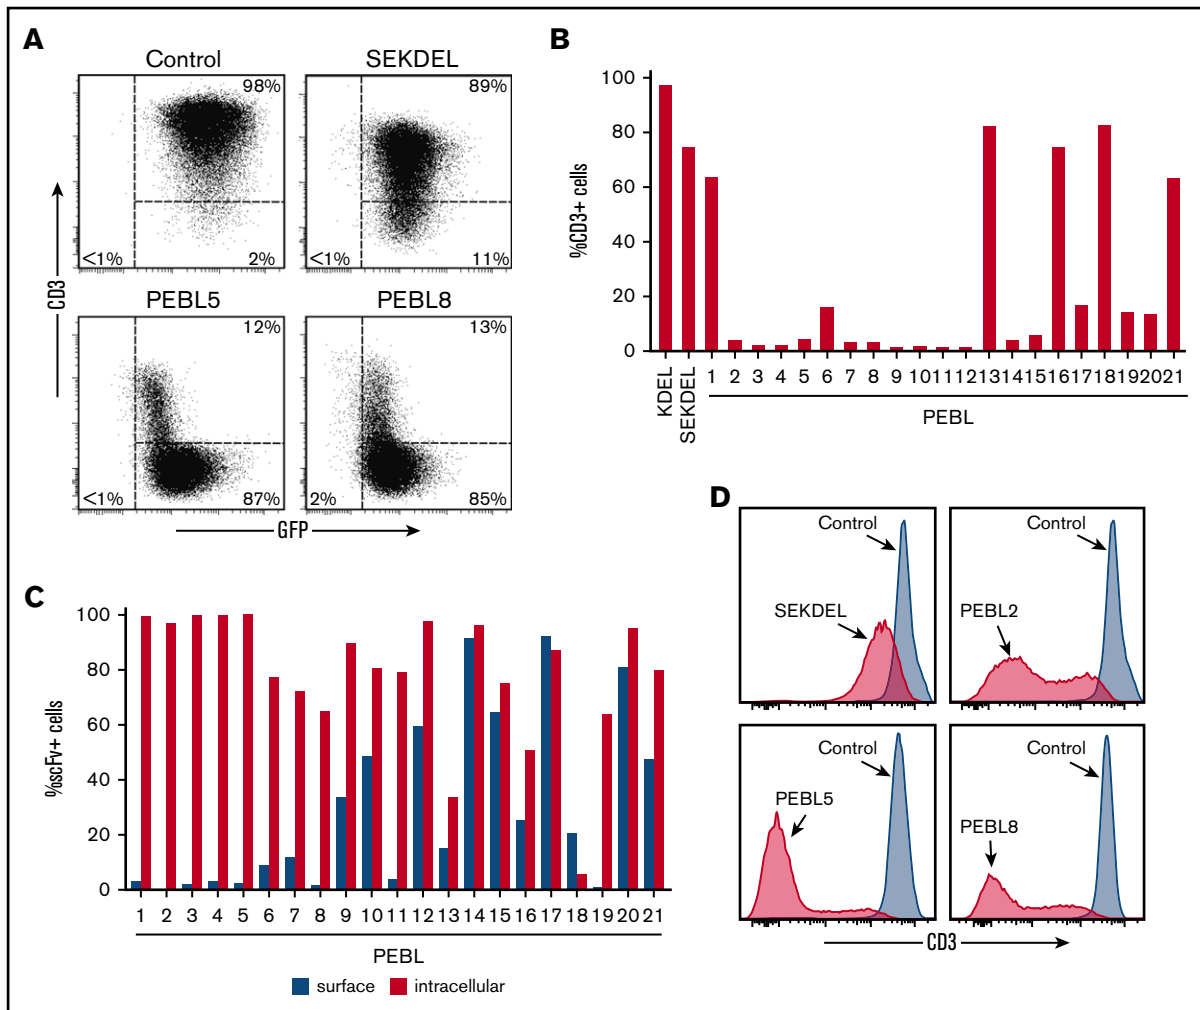 A
Control
98%
<1%
2%
SEKDEL
89%
<1%
11%
PEBL5
12%
<1%
87%
PEBL8
13%
2%
85%
CD3
GFP
B
%CD3+ cells
100
80
60
40
20
0
KDEL SEKDEL 1 2 3 4 5 6 7 8 9 10 11 12 13 14 15 16 17 18 19 20 21
PEBL
C
%scFv+ cells
100
80
60
40
20
0
1 2 3 4 5 6 7 8 9 10 11 12 13 14 15 16 17 18 19 20 21
PEBL
surface intracellular
D
Control
SEKDEL
Control
PEBL2
Control
PEBL5
Control
PEBL8
CD3